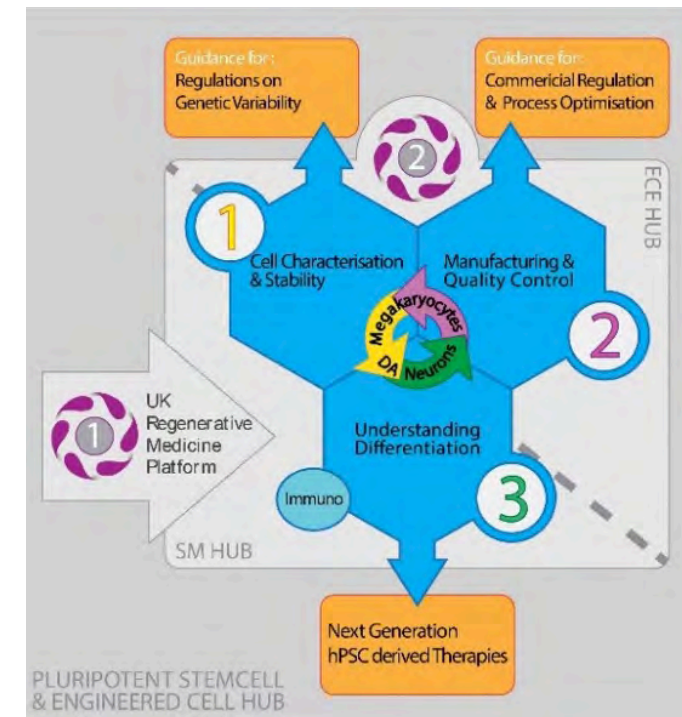 Guidance for:
Regulations on
Genetic Variability
Guidance for:
Commericial Regulation
& Process Optimisation
2
ECE HUB
1
Cell Characterisation
& Stability
Manufacturing &
Quality Control
2
Megakaryocytes
DA Neurons
1
UK
Regenerative
Medicine
Platform
Understanding
Differentiation
Immuno
3
SM HUB
Next Generation
hPSC derived Therapies
PLURIPOTENT STEMCELL
& ENGINEERED CELL HUB